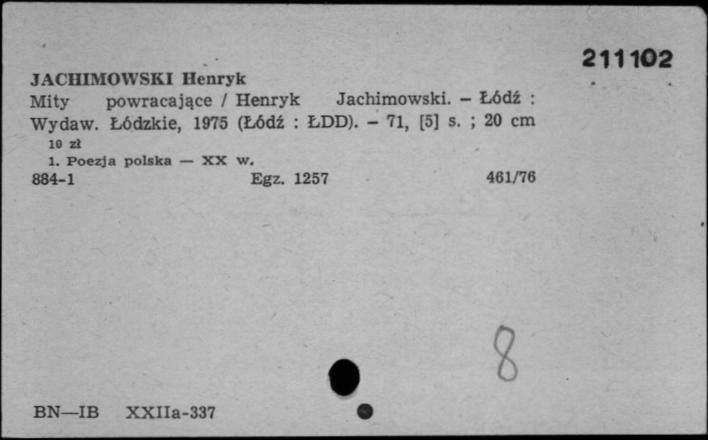 211102
JACHIMOWSKI Henryk
Mity powracające / Henryk Jachimowski. – Łódź :
Wydaw. Łódzkie, 1975 (Łódź : ŁDD). – 71, [5] s. ; 20 cm
10 zł
1. Poezja polska — XX w.
884-1 Egz. 1257 461/76
8
BN—IB XXIIa-337